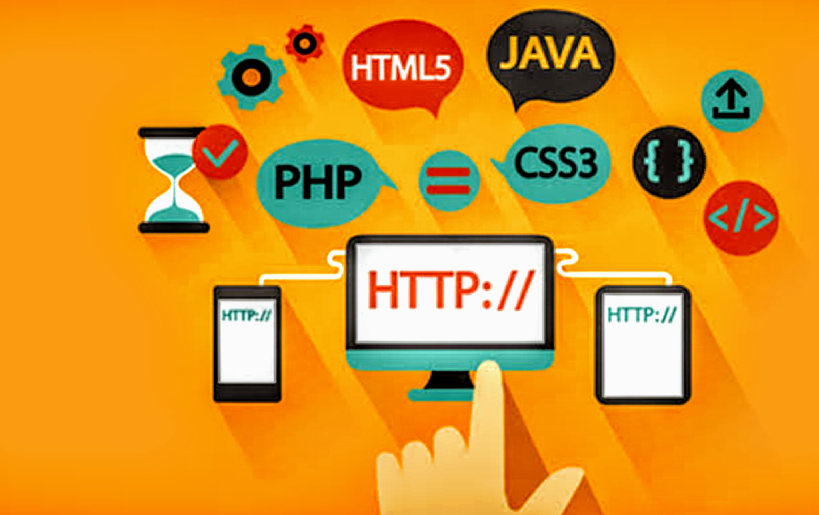 HTML5
JAVA
PHP
=
CSS3
{ }
</>
HTTP://
HTTP://
HTTP://